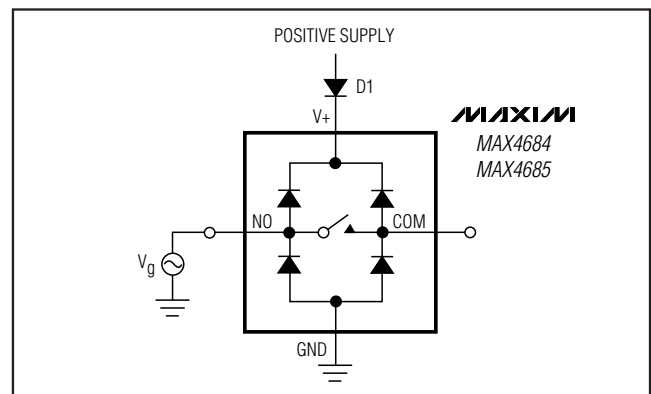 POSITIVE SUPPLY
D1
V+
MAXIM
MAX4684
MAX4685
NO
COM
Vg
GND